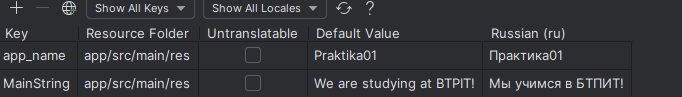 Show All Keys Show All Locales ?
Key Resource Folder Untranslatable Default Value Russian (ru)
app_name app/src/main/res Praktika01 Практика01
MainString app/src/main/res We are studying at BTPIT! Мы учимся в БТПИТ!